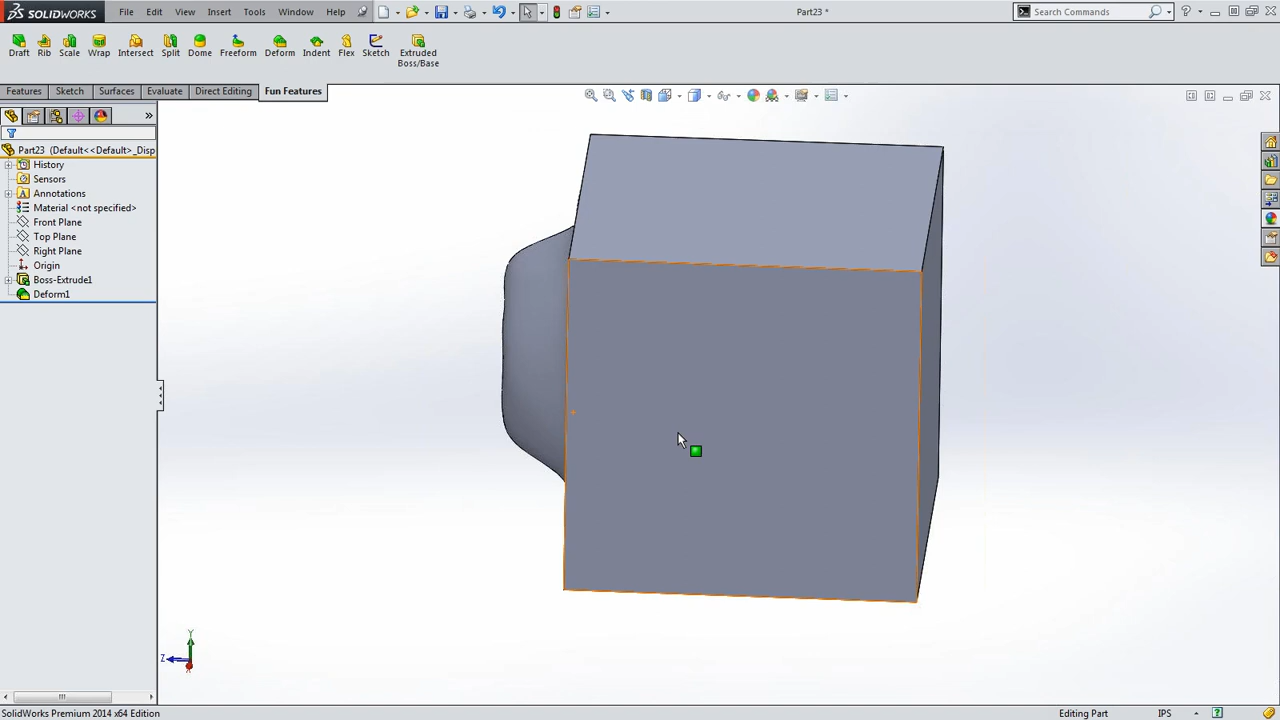 SOLIDWORKS File Edit View Insert Tools Window Help Part23 * Search Commands
Draft Rib Scale Wrap Intersect Split Dome Freeform Deform Indent Flex Sketch Extruded Boss/Base
Features Sketch Surfaces Evaluate Direct Editing Fun Features
Part23 (Default<<Default>_Disp
History
Sensors
Annotations
Material <not specified>
Front Plane
Top Plane
Right Plane
Origin
Boss-Extrude1
Deform1
Y
Z
SolidWorks Premium 2014 x64 Edition Editing Part IPS